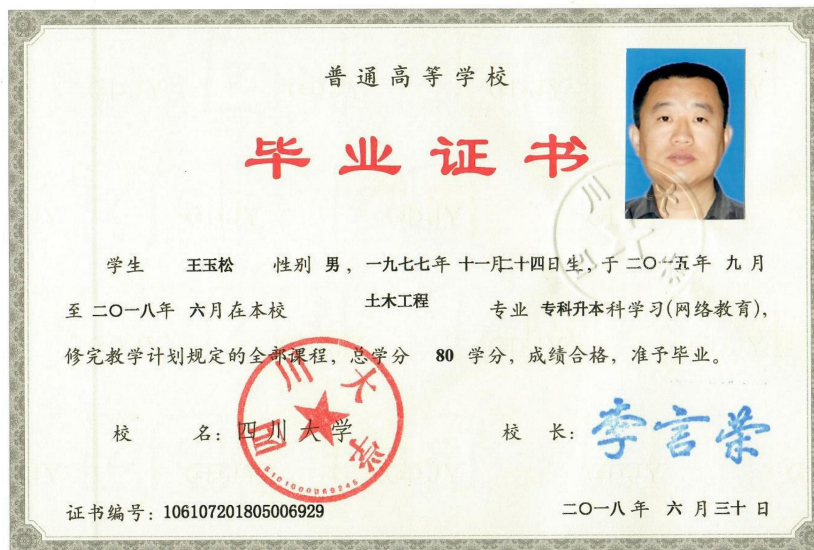 普通高等学校
毕业证书
学生 王玉松 性别 男，一九七七年 十一月二十四日生，于 二〇一五年 九 月
至 二〇一八年 六月在本校 土木工程 专业 专科升本科学习(网络教育),
修完教学计划规定的全部课程，总学分 80 学分，成绩合格，准予毕业。
校 名：四川大学 校 长：李言荣
四川大学
5101000069245
证书编号：106107201805006929 二〇一八年 六 月 三十 日